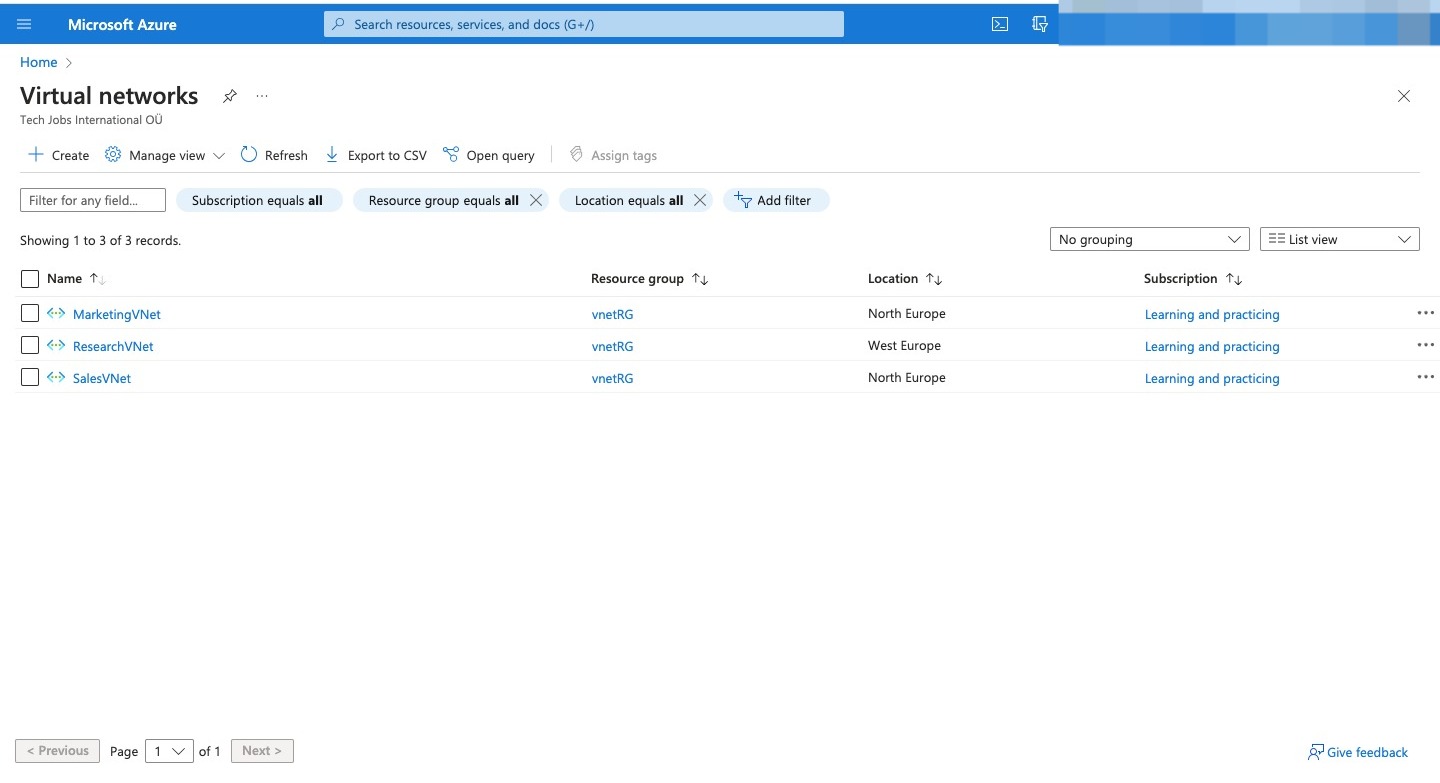 Microsoft Azure
Search resources, services, and docs (G+/)
Home
Virtual networks
Tech Jobs International OÜ
Create
Manage view
Refresh
Export to CSV
Open query
Assign tags
Filter for any field...
Subscription equals all
Resource group equals all
Location equals all
Add filter
Showing 1 to 3 of 3 records.
No grouping
List view
Name Resource group Location Subscription
MarketingVNet vnetRG North Europe Learning and practicing
ResearchVNet vnetRG West Europe Learning and practicing
SalesVNet vnetRG North Europe Learning and practicing
< Previous Page 1 of 1 Next >
Give feedback